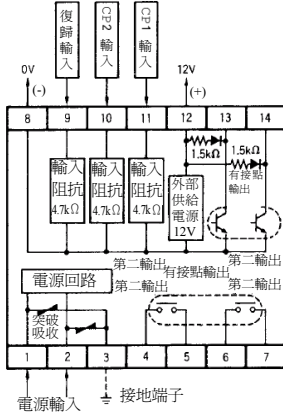 復歸輸入
CP2 輸入
CP1 輸入
0V
(-)
12V
(+)
8 9 10 11 12 13 14
1.5kΩ
1.5kΩ
有接點
輸出
輸入
阻抗
4.7kΩ
輸入
阻抗
4.7kΩ
輸入
阻抗
4.7kΩ
外部
供給
電源
12V
第二輸出
第二輸出
有接點輸出
電源回路
第二輸出
第二輸出
突破
吸收
1 2 3 4 5 6 7
電源輸入
接地端子